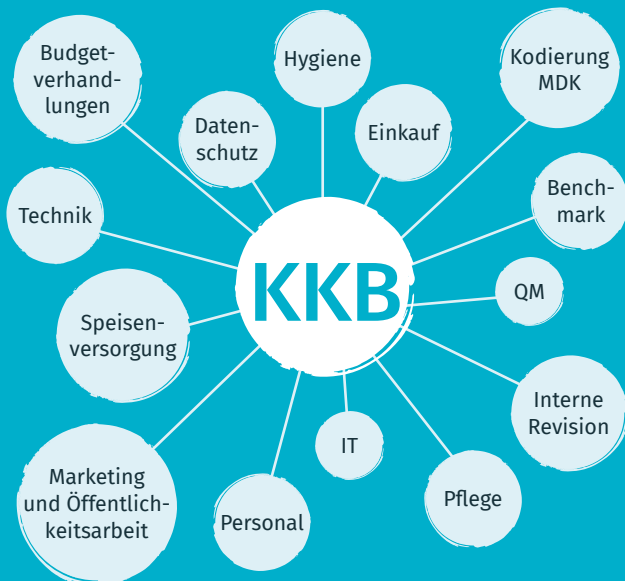 Budget-
verhand-
lungen
Hygiene
Kodierung
MDK
Daten-
schutz
Einkauf
Technik
Bench-
mark
KKB
QM
Speisen-
versorgung
Interne
Revision
IT
Marketing
und Öffentlich-
keitsarbeit
Personal
Pflege